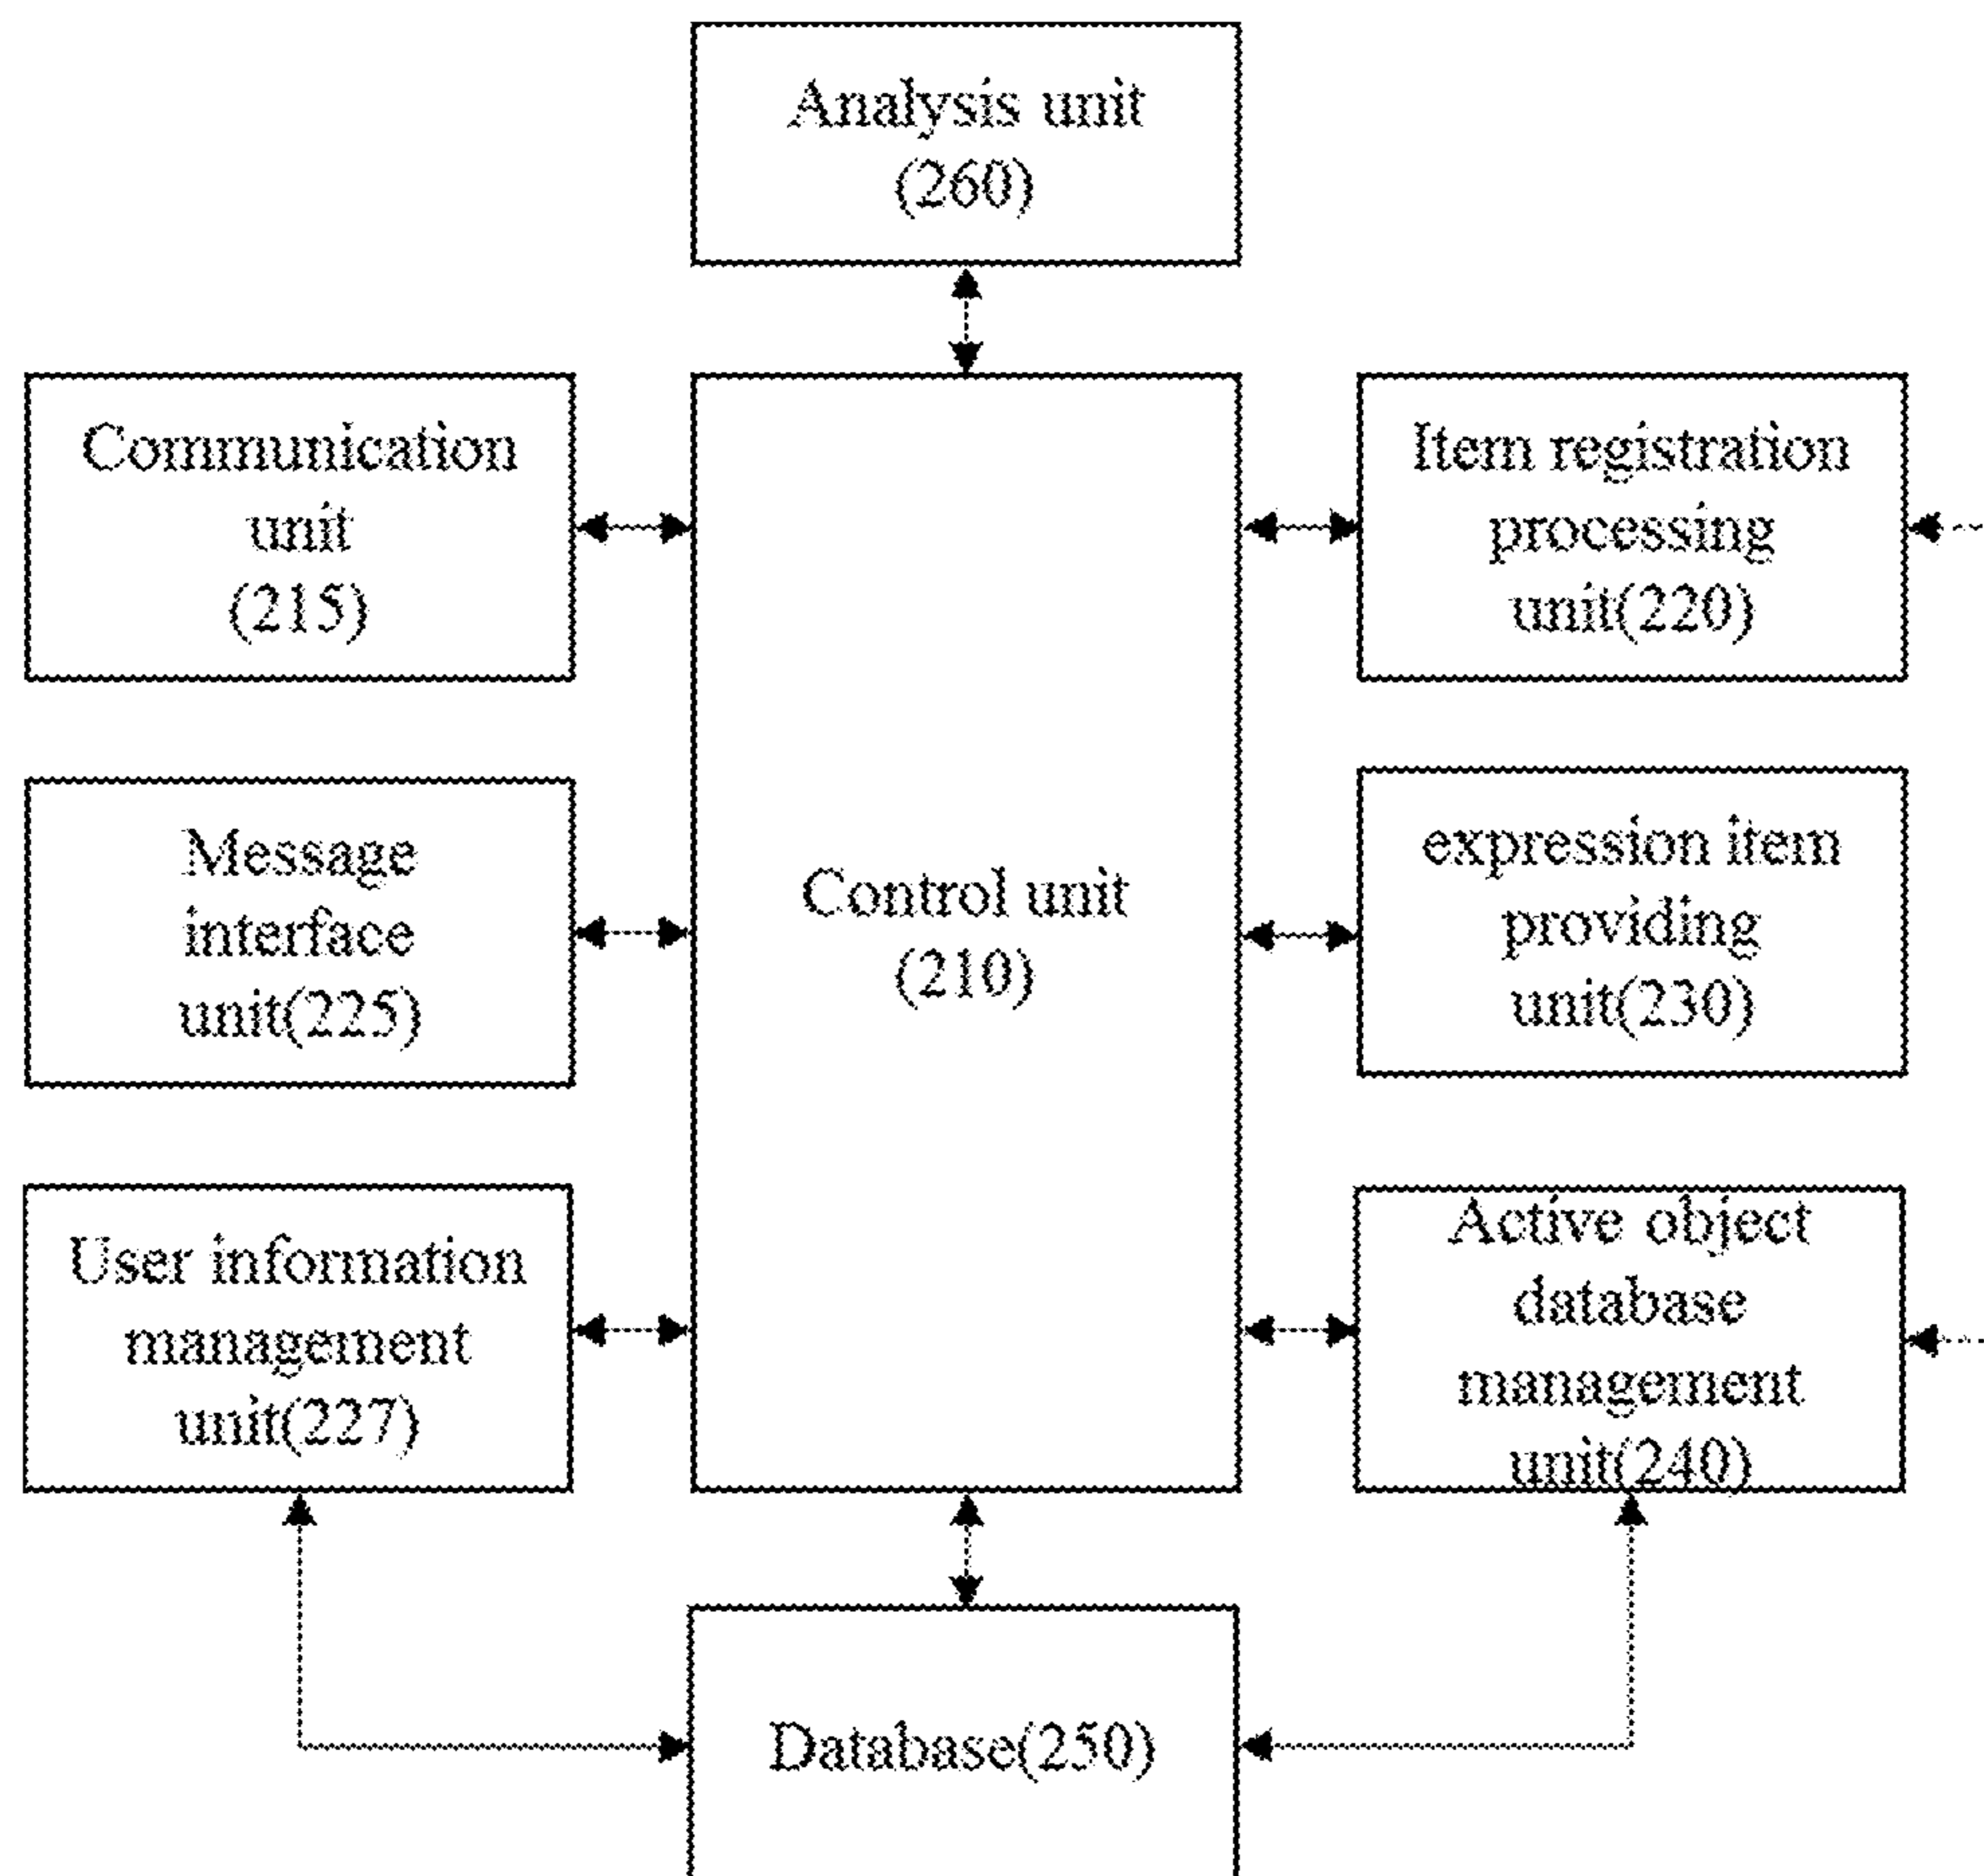 Analysis unit
(260)
Communication
unit
(215)
Message
interface
unit(225)
User information
management
unit(227)
Control unit
(210)
Item registration
processing
unit(220)
expression item
providing
unit(230)
Active object
database
management
unit(240)
Database(250)